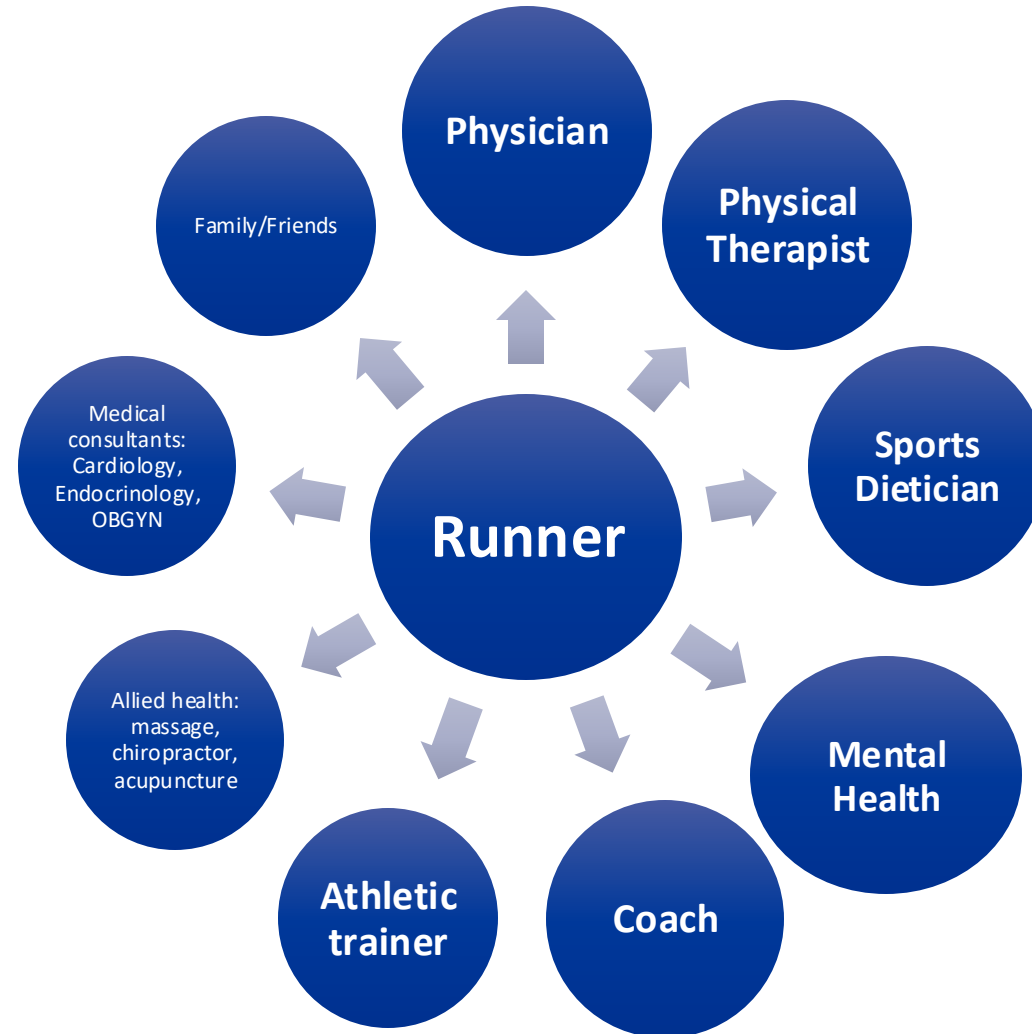 Physician
Physical
Therapist
Sports
Dietician
Mental
Health
Coach
Athletic
trainer
Allied health:
massage,
chiropractor,
acupuncture
Medical
consultants:
Cardiology,
Endocrinology,
OBGYN
Family/Friends
Runner